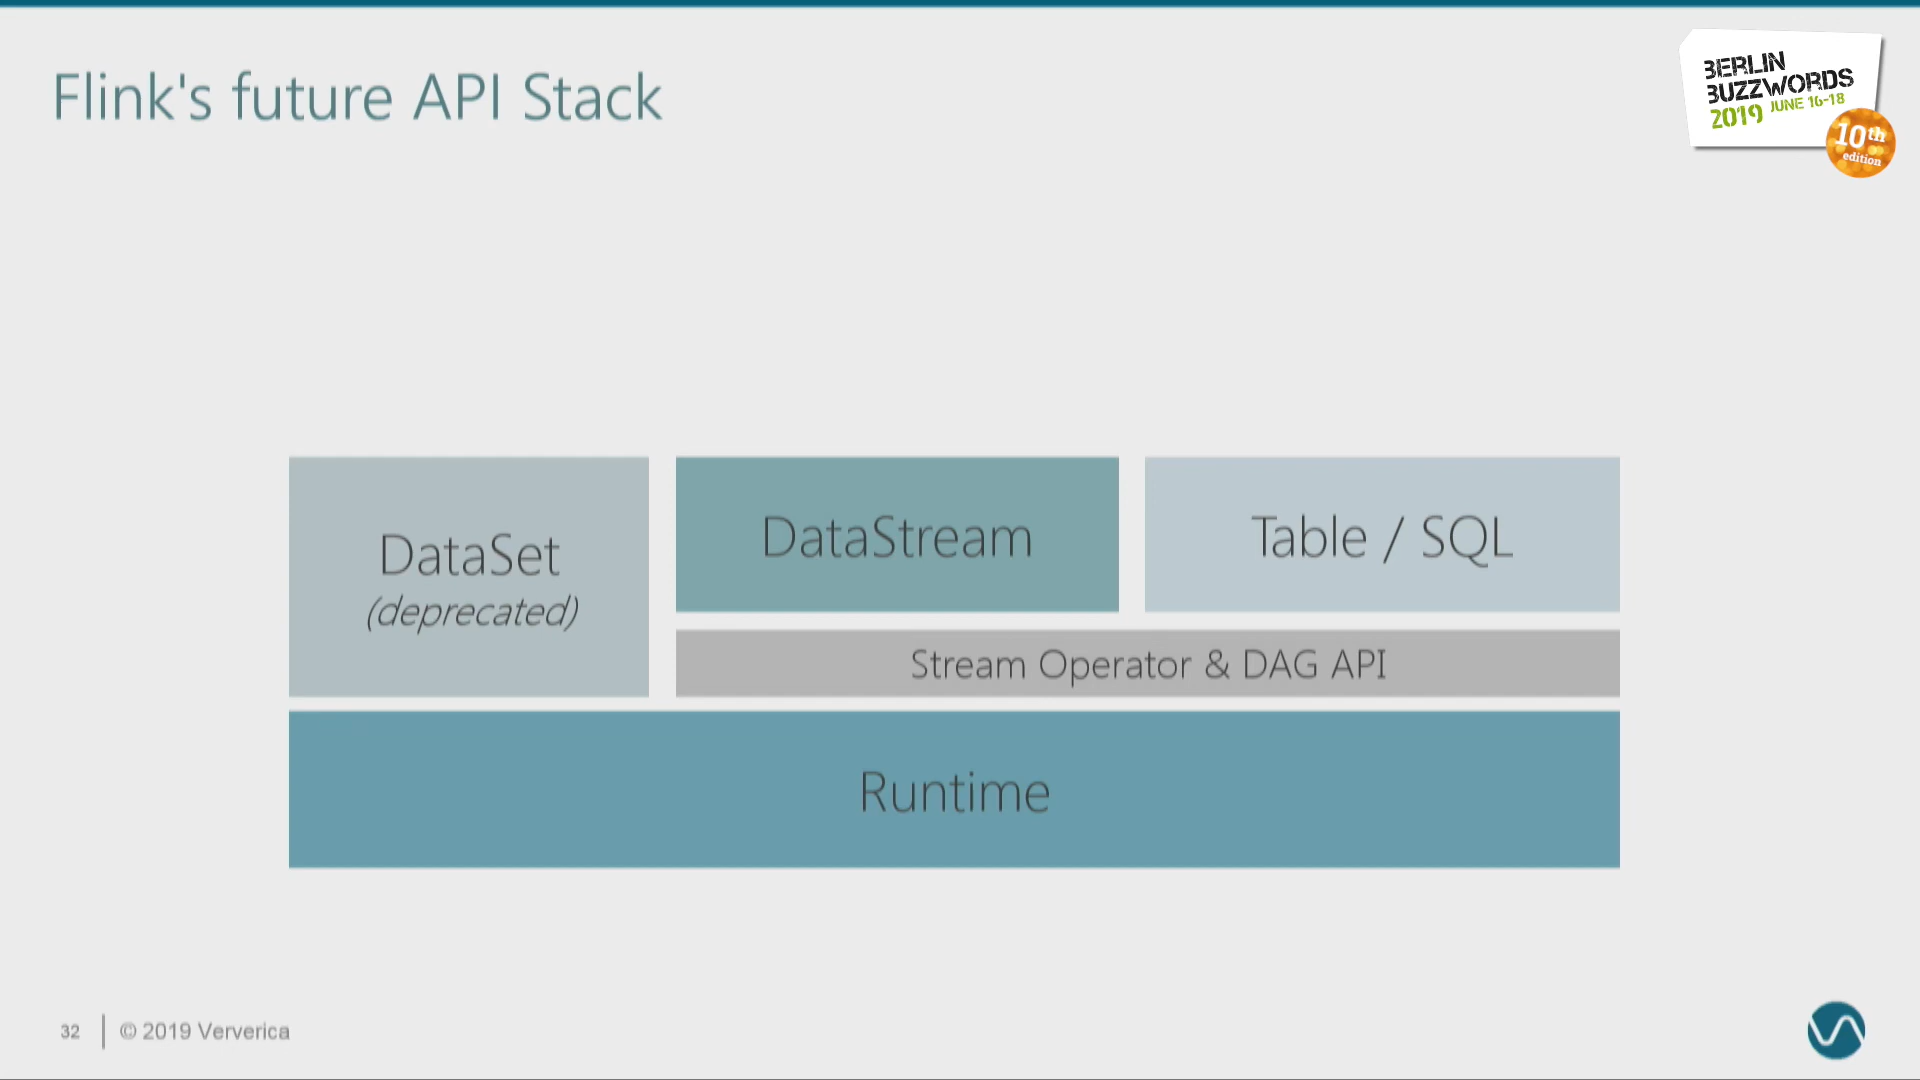 Flink's future API Stack
BERLIN
BUZZWORDS
2019 JUNE 16-18
10th
edition
DataSet
(deprecated)
DataStream
Table / SQL
Stream Operator & DAG API
Runtime
32
© 2019 Ververica